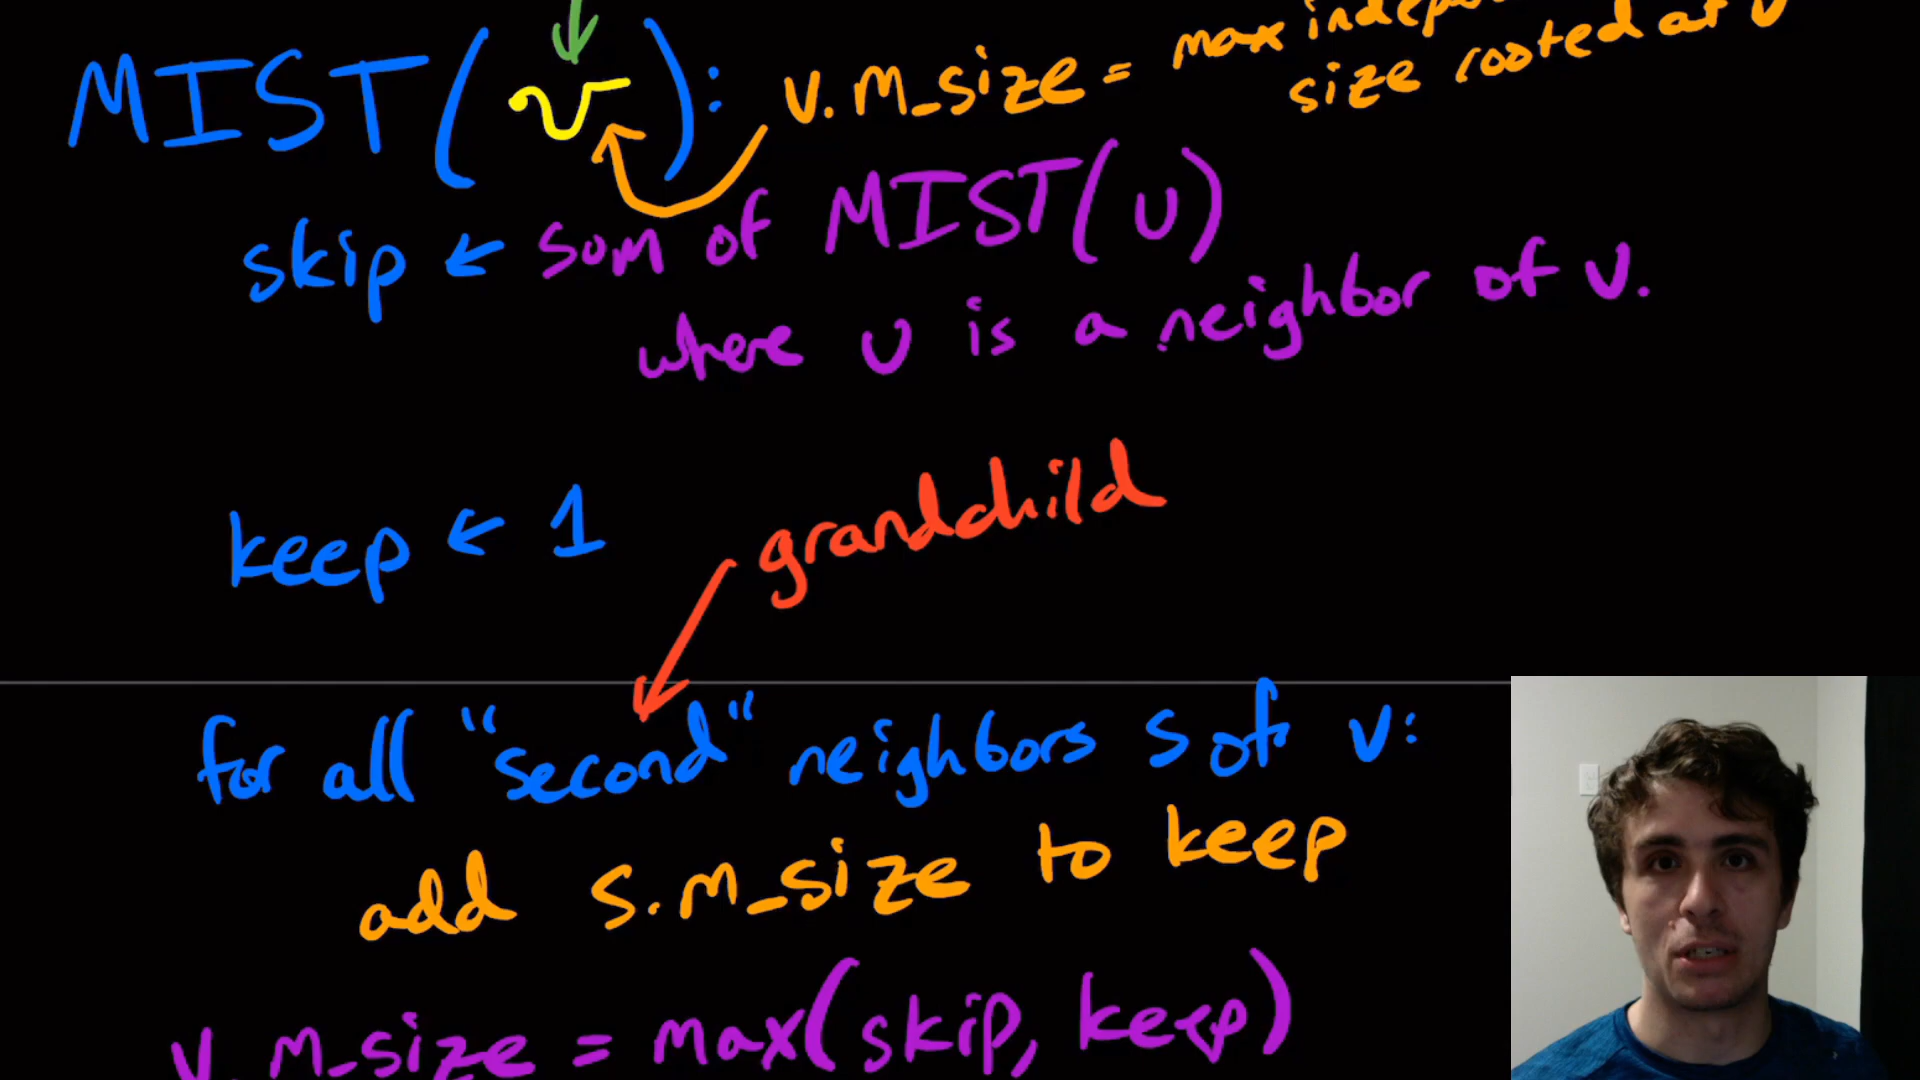 MIST(v): v.m_size = max indep
size rooted at v
skip ← sum of MIST(u)
where u is a neighbor of v.
grandchild
keep ← 1
for all "second" neighbors s of v:
add s.m_size to keep
v.m_size = max(skip, keep)